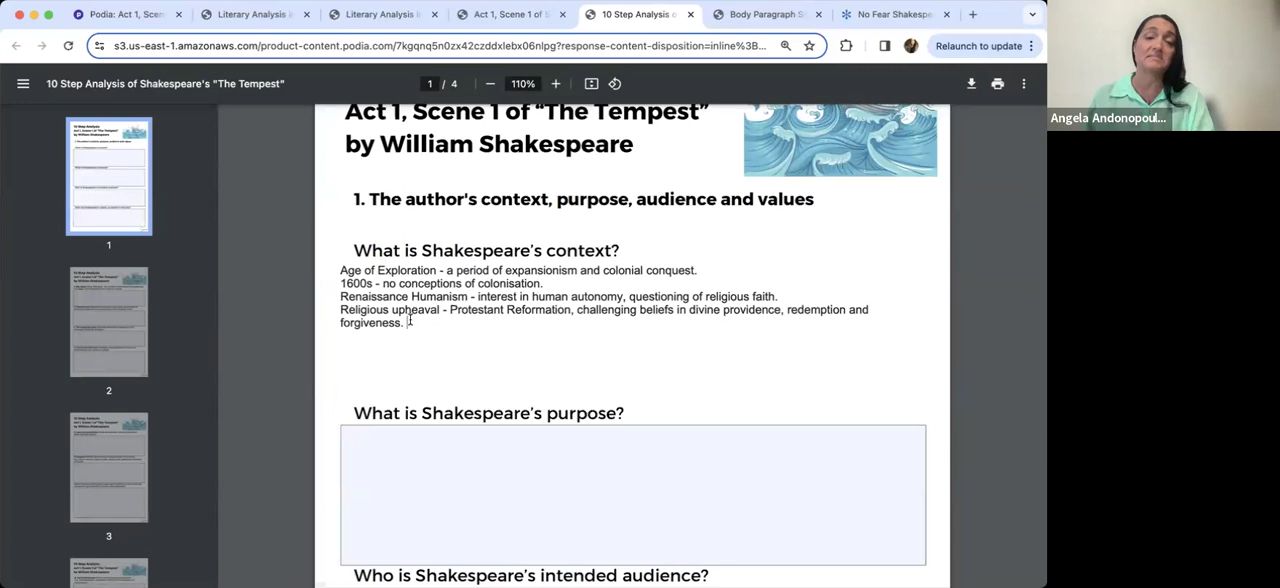 Podia: Act 1, Scen
Literary Analysis in
Literary Analysis in
Act 1, Scene 1 of S
10 Step Analysis o
Body Paragraph S
No Fear Shakespe
s3.us-east-1.amazonaws.com/product-content.podia.com/7kgqnq5n0zx42czddxlebx06nlpg?response-content-disposition=inline%3B...
Relaunch to update
10 Step Analysis of Shakespeare's "The Tempest"
1 / 4
110%
Angela Andonopoul...
Act 1, Scene 1 of “The Tempest”
by William Shakespeare
1. The author's context, purpose, audience and values
What is Shakespeare’s context?
Age of Exploration - a period of expansionism and colonial conquest.
1600s - no conceptions of colonisation.
Renaissance Humanism - interest in human autonomy, questioning of religious faith.
Religious upheaval - Protestant Reformation, challenging beliefs in divine providence, redemption and
forgiveness.
What is Shakespeare’s purpose?
Who is Shakespeare’s intended audience?
1
2
3